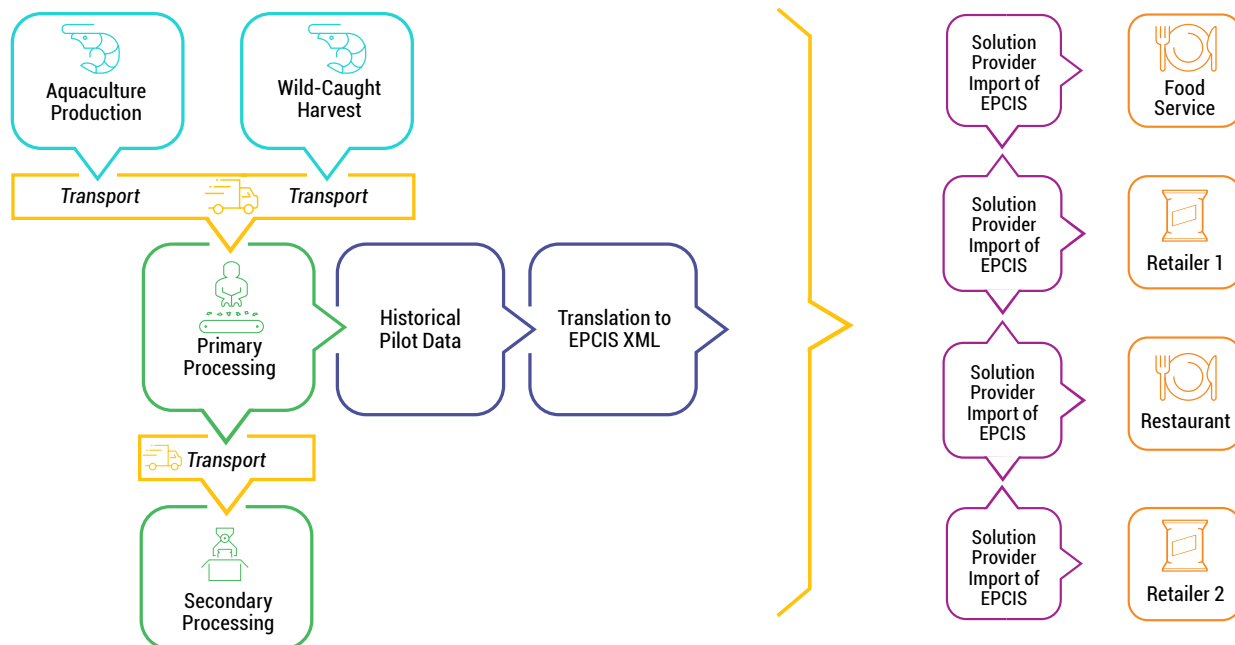 Aquaculture
Production
Wild-Caught
Harvest
Transport
Transport
Primary
Processing
Historical
Pilot Data
Translation to
EPCIS XML
Transport
Secondary
Processing
Solution
Provider
Import of
EPCIS
Food
Service
Solution
Provider
Import of
EPCIS
Retailer 1
Solution
Provider
Import of
EPCIS
Restaurant
Solution
Provider
Import of
EPCIS
Retailer 2